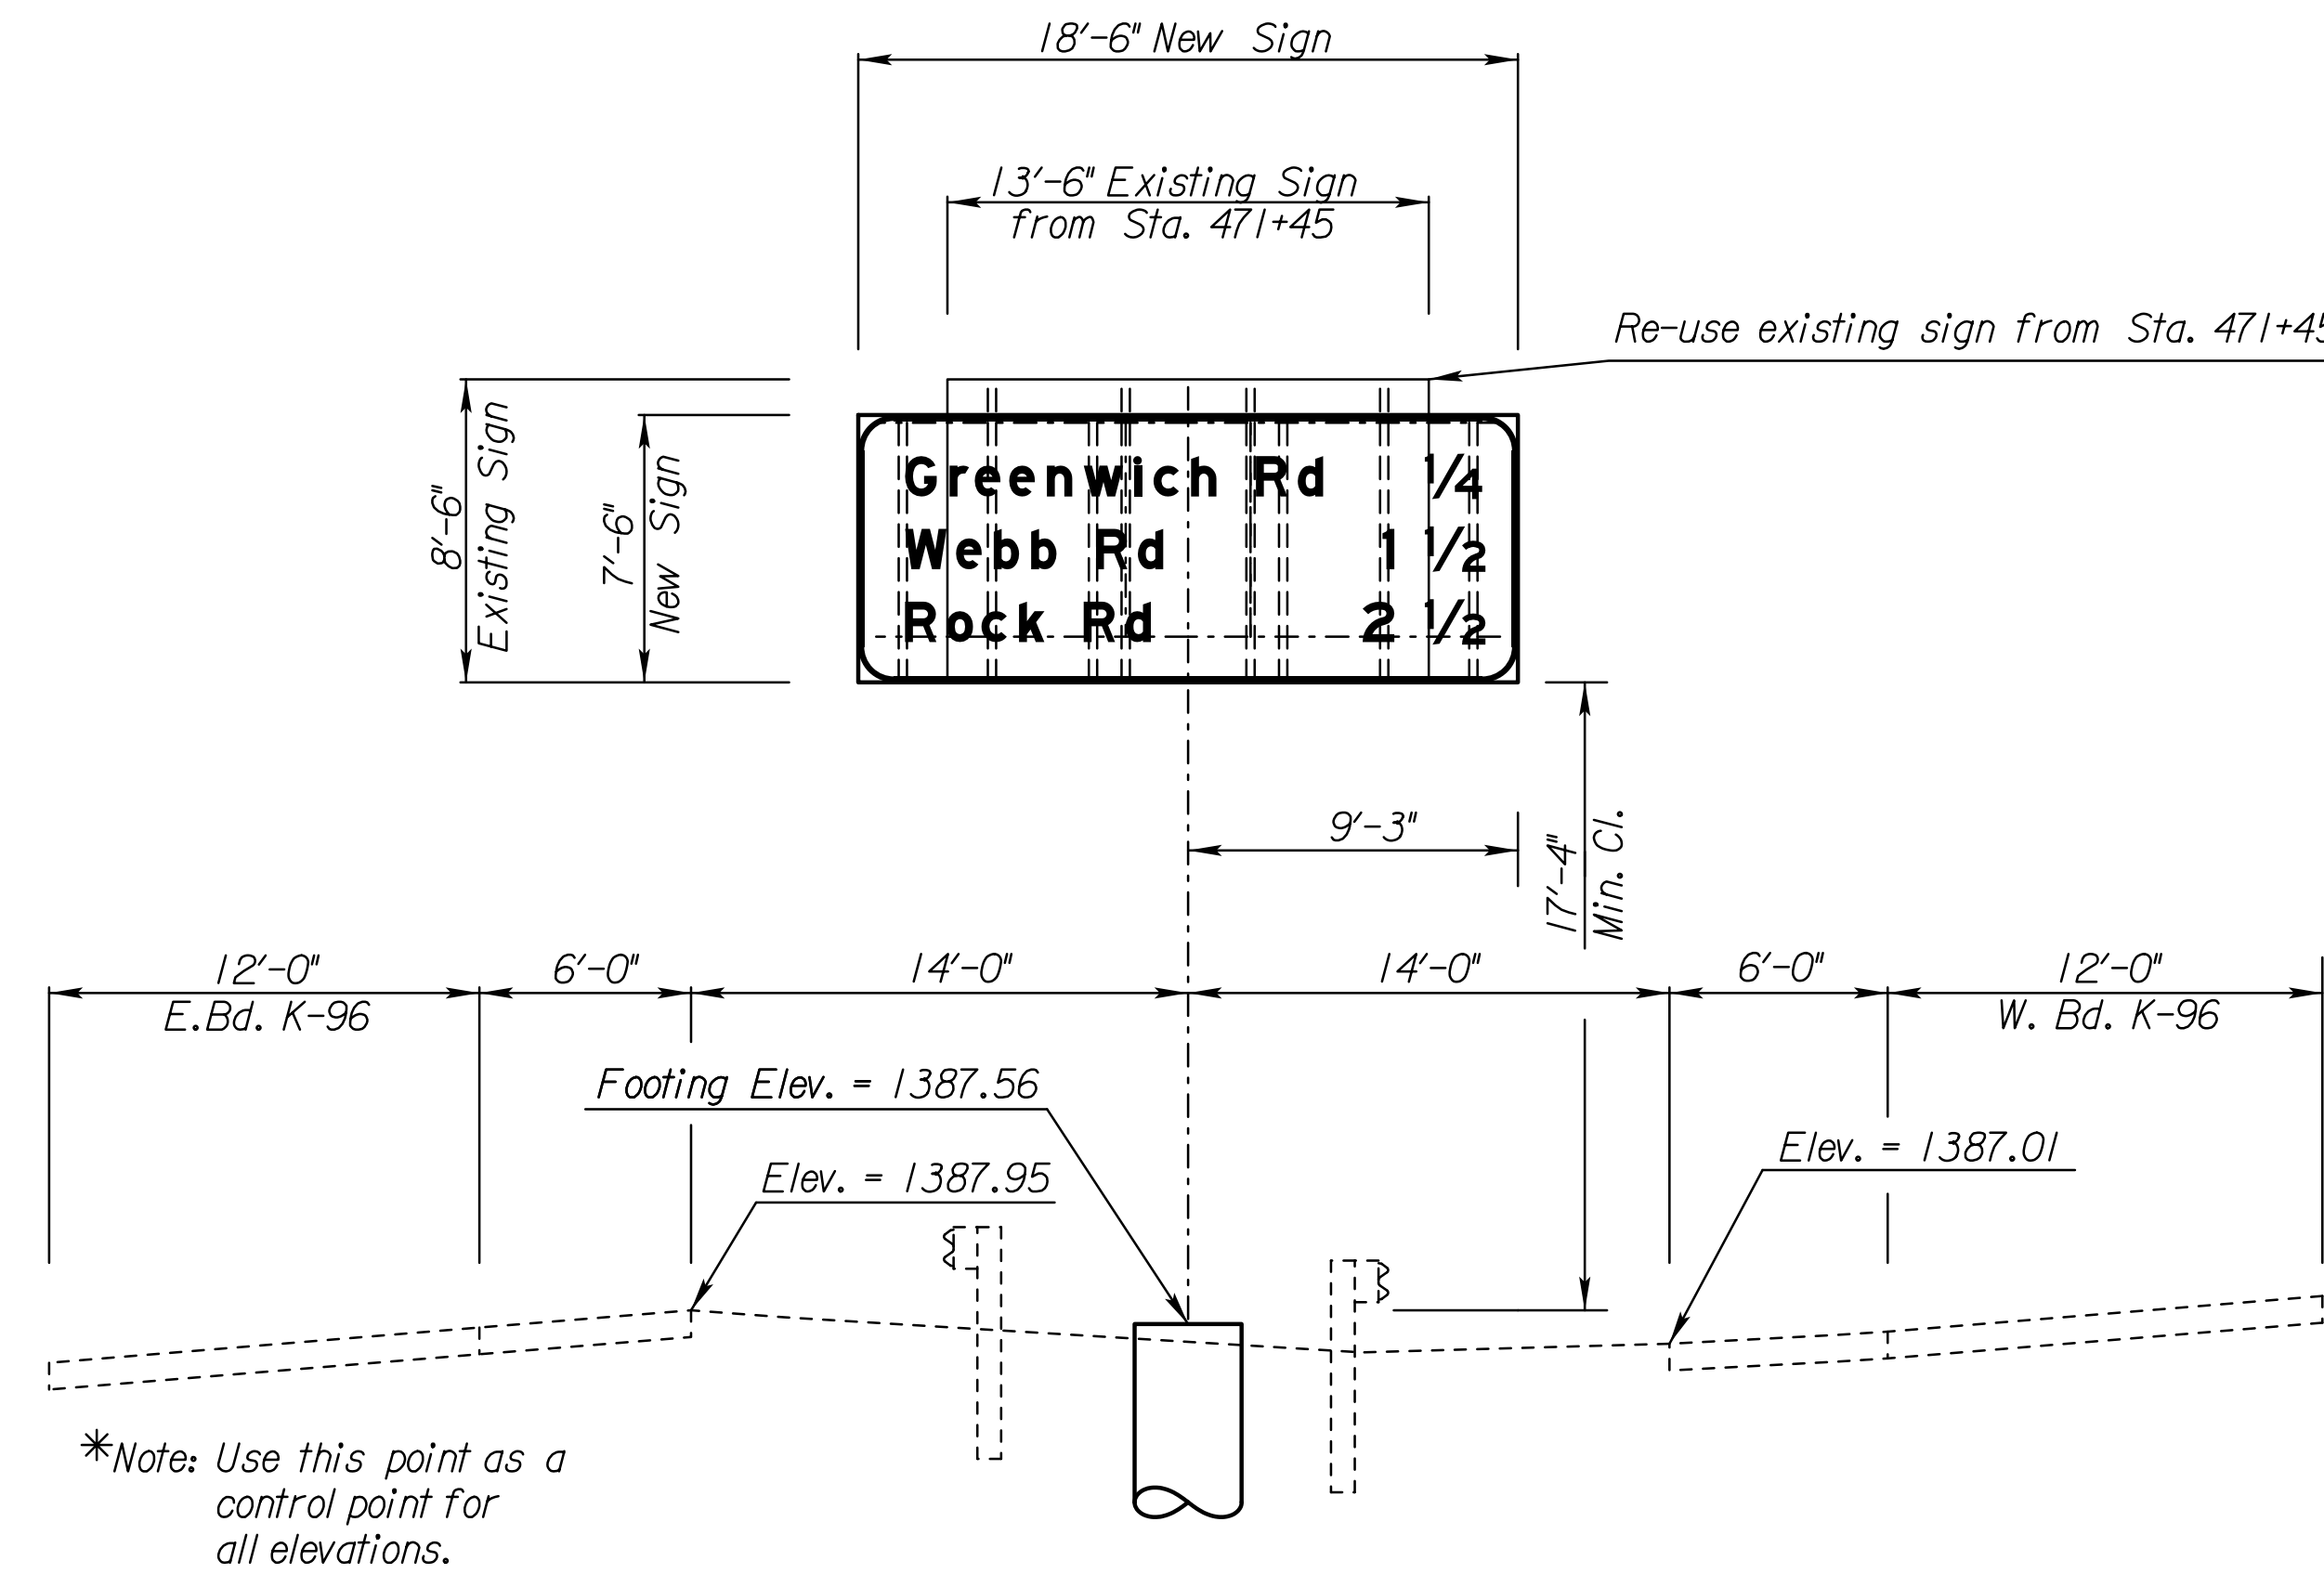 18'-6" New Sign
13'-6" Existing Sign
from Sta. 471+45
Re-use existing sign from Sta. 471+45
8'-6"
Existing Sign
7'-6"
New Sign
Greenwich Rd 1/4
Webb Rd 1 1/2
Rock Rd 2 1/2
9'-3"
17'-4"
Min. Cl.
12'-0"
E.Bd. K-96
6'-0"
14'-0"
14'-0"
6'-0"
12'-0"
W. Bd. K-96
Footing Elev. = 1387.56
Elev. = 1387.95
Elev. = 1387.01
*Note: Use this point as a
control point for
all elevations.